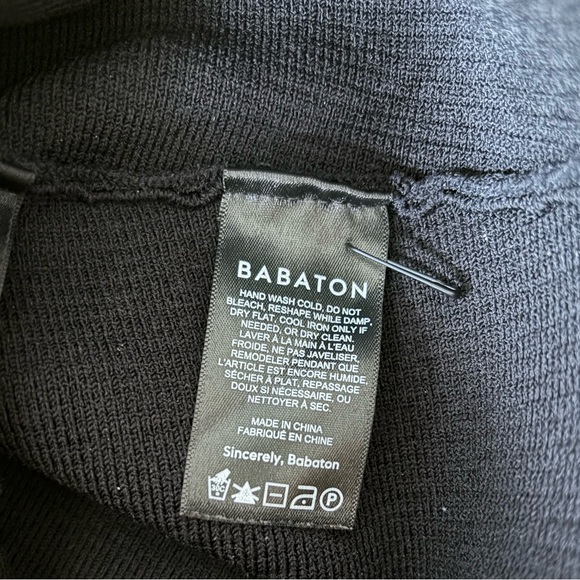 BABATON
HAND WASH COLD, DO NOT
BLEACH, RESHAPE WHILE DAMP,
DRY FLAT, COOL IRON ONLY IF
NEEDED, OR DRY CLEAN.
LAVER À LA MAIN À L'EAU
FROIDE, NE PAS JAVELISER,
REMODELER PENDANT QUE
L'ARTICLE EST ENCORE HUMIDE,
SÉCHER À PLAT, REPASSAGE
DOUX SI NÉCESSAIRE, OU
NETTOYER À SEC.
MADE IN CHINA
FABRIQUÉ EN CHINE
Sincerely, Babaton
30C P